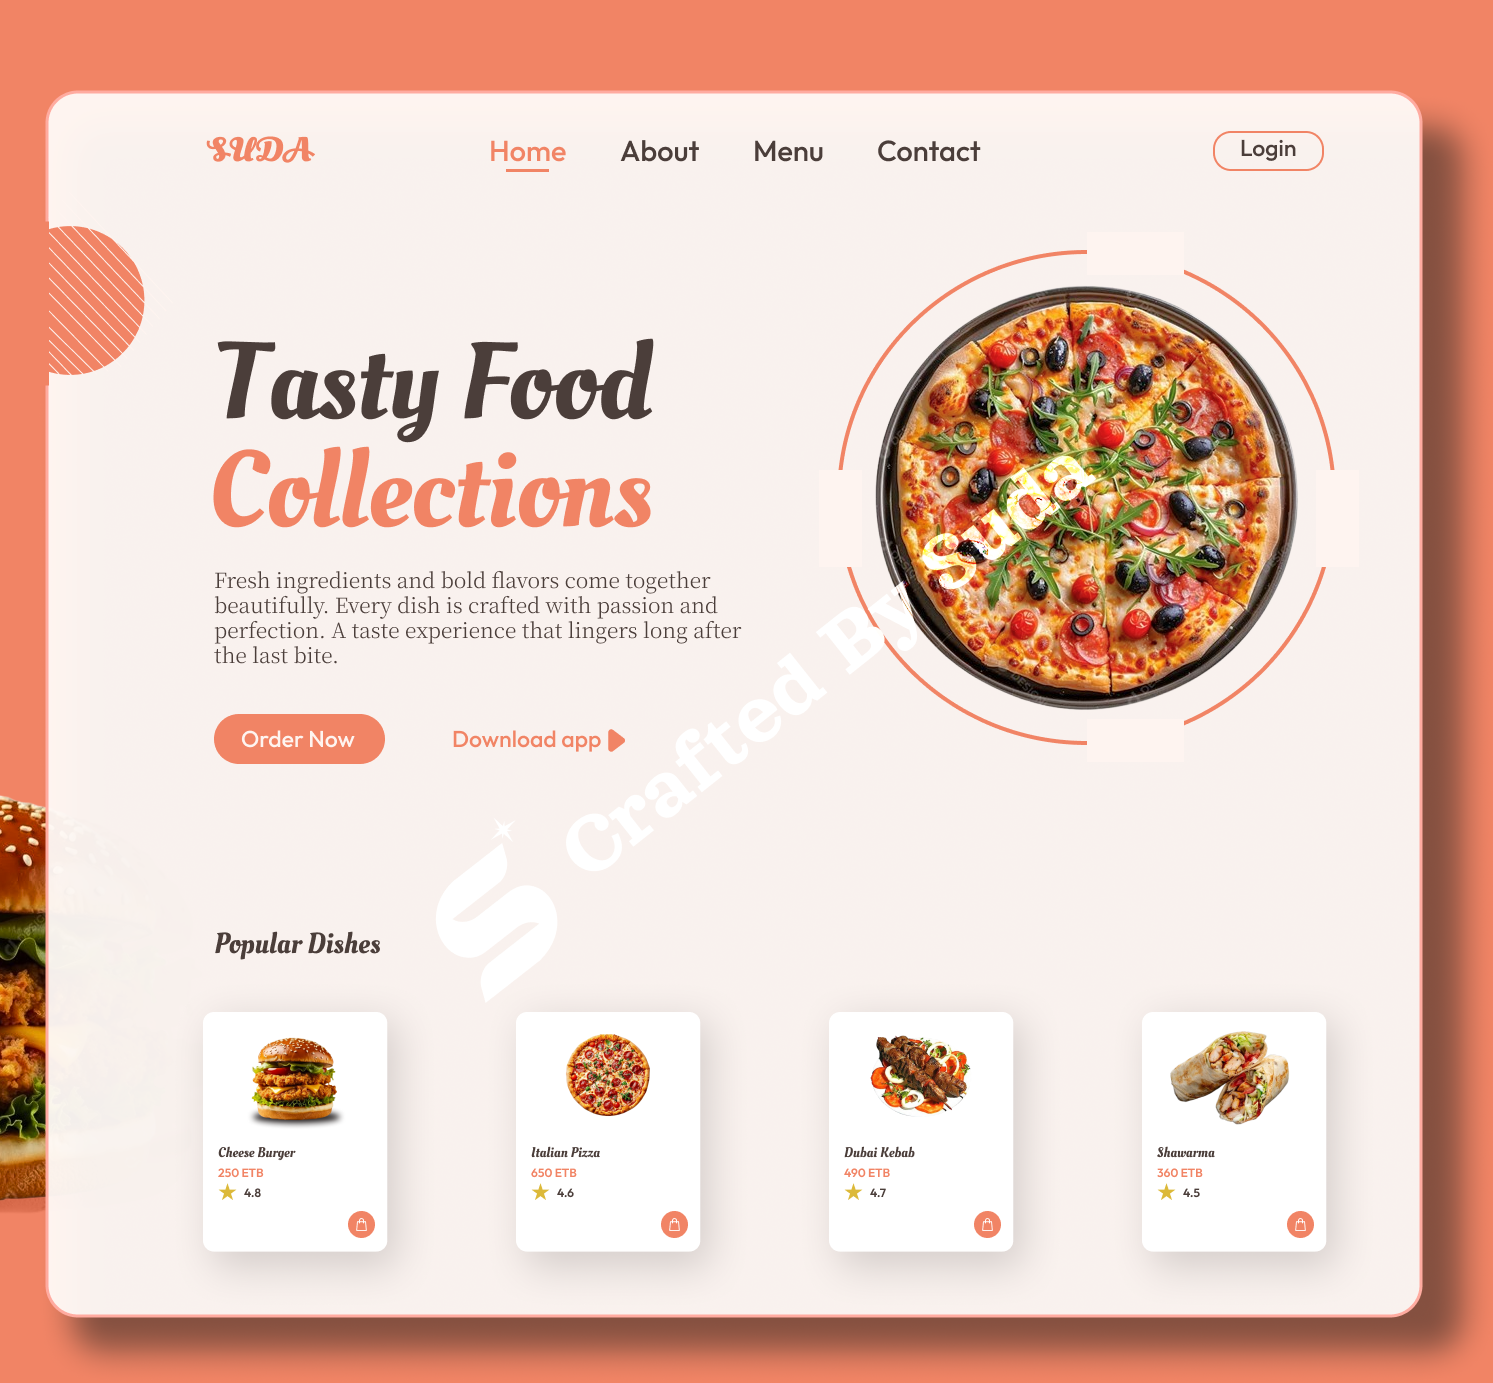 SUDA
Home
About
Menu
Contact
Login
Tasty Food
Collections
Fresh ingredients and bold flavors come together
beautifully. Every dish is crafted with passion and
perfection. A taste experience that lingers long after
the last bite.
Order Now
Download app
Crafted By Suda
Popular Dishes
Cheese Burger
250 ETB
4.8
Italian Pizza
650 ETB
4.6
Dubai Kebab
490 ETB
4.7
Shawarma
360 ETB
4.5